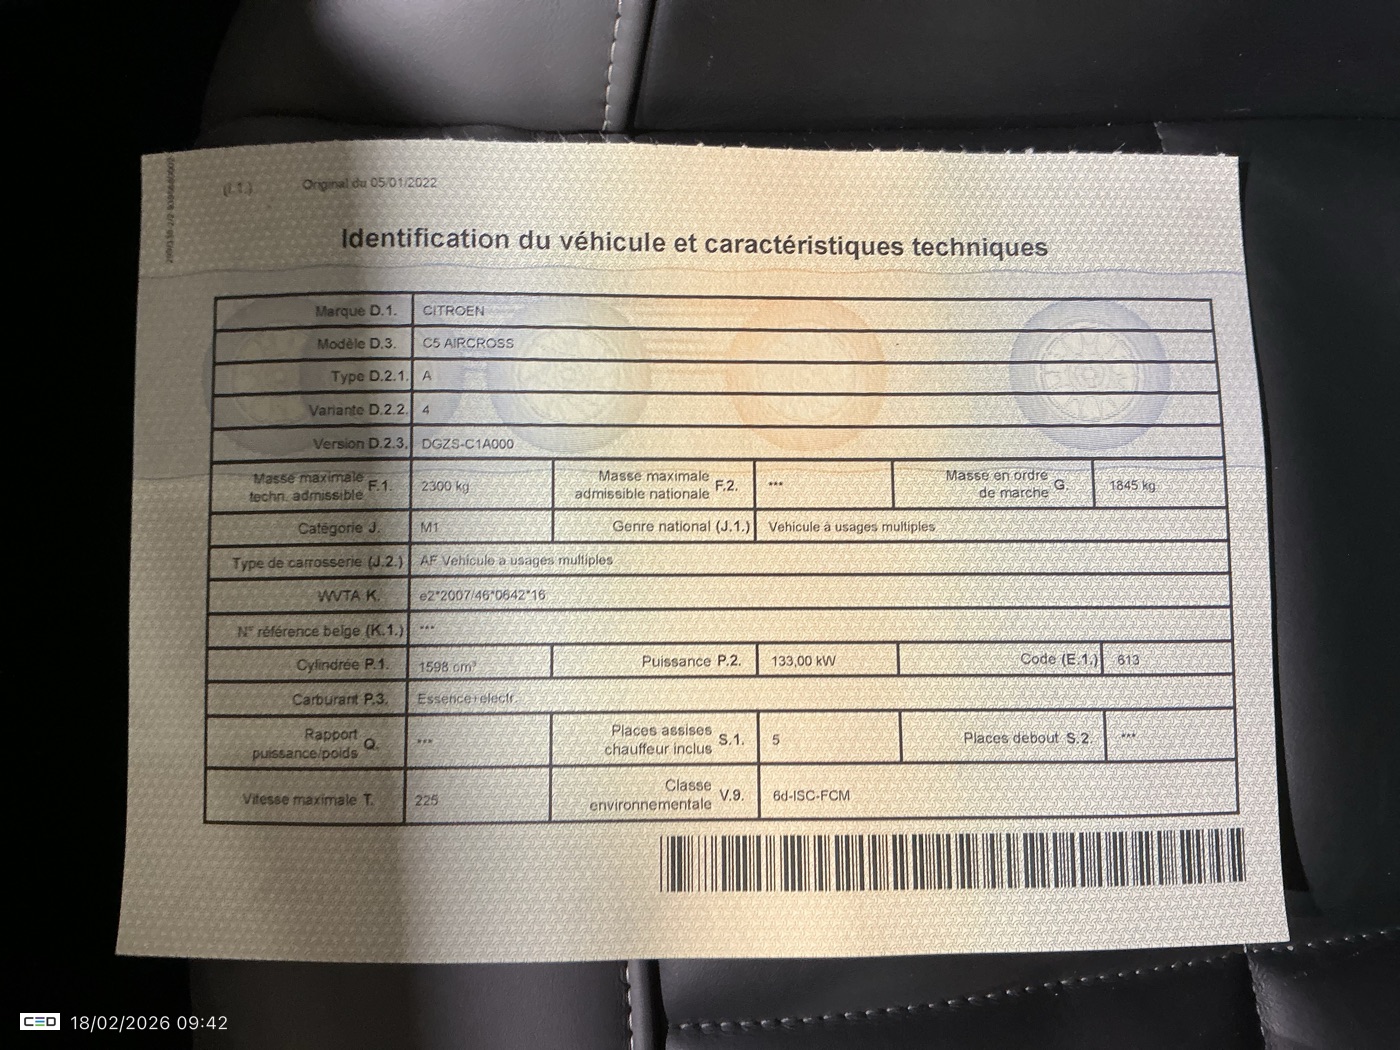 (I.1.) Original du 05/01/2022
Identification du véhicule et caractéristiques techniques
Marque D.1. CITROEN
Modèle D.3. C5 AIRCROSS
Type D.2.1. A
Variante D.2.2. 4
Version D.2.3. DGZS-C1A000
Masse maximale techn. admissible F.1. 2300 kg Masse maximale admissible nationale F.2. *** Masse en ordre de marche G. 1845 kg
Catégorie J. M1 Genre national (J.1.) Vehicule à usages multiples
Type de carrosserie (J.2.) AF Vehicule a usages multiples
WVTA K. e2*2007/46*0642*16
N° référence belge (K.1.) ***
Cylindrée P.1. 1598 cm³ Puissance P.2. 133,00 kW Code (E.1.) 613
Carburant P.3. Essence+electr.
Rapport puissance/poids Q. *** Places assises chauffeur inclus S.1. 5 Places debout S.2. ***
Vitesse maximale T. 225 Classe environnementale V.9. 6d-ISC-FCM
CED 18/02/2026 09:42